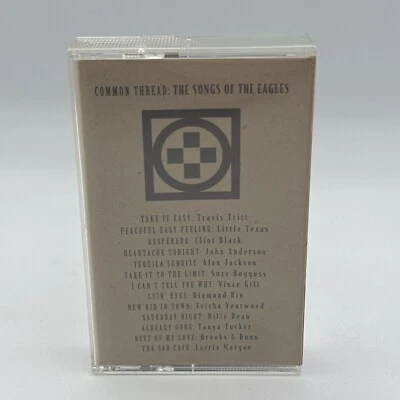 COMMON THREAD: THE SONGS OF THE EAGLES
TAKE IT EASY: Travis Tritt
PEACEFUL EASY FEELING: Little Texas
DESPERADO: Clint Black
HEARTACHE TONIGHT: John Anderson
TEQUILA SUNRISE: Alan Jackson
TAKE IT TO THE LIMIT: Suzy Bogguss
I CAN'T TELL YOU WHY: Vince Gill
LYIN' EYES: Diamond Rio
NEW KID IN TOWN: Trisha Yearwood
SATURDAY NIGHT: Billy Dean
ALREADY GONE: Tanya Tucker
BEST OF MY LOVE: Brooks & Dunn
THE SAD CAFÉ: Lorrie Morgan